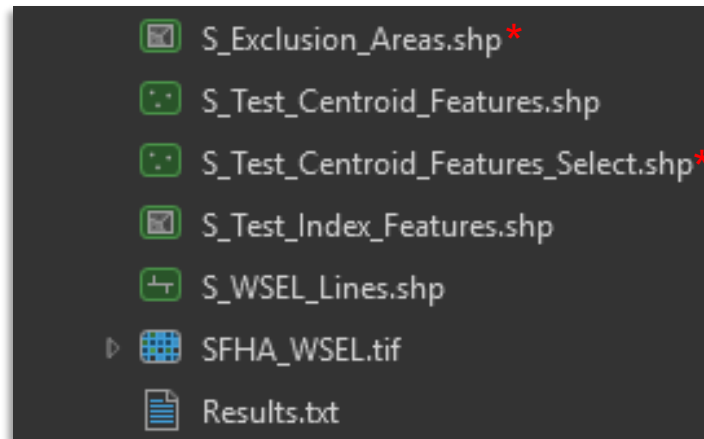 S_Exclusion_Areas.shp*
S_Test_Centroid_Features.shp
S_Test_Centroid_Features_Select.shp*
S_Test_Index_Features.shp
S_WSEL_Lines.shp
SFHA_WSEL.tif
Results.txt